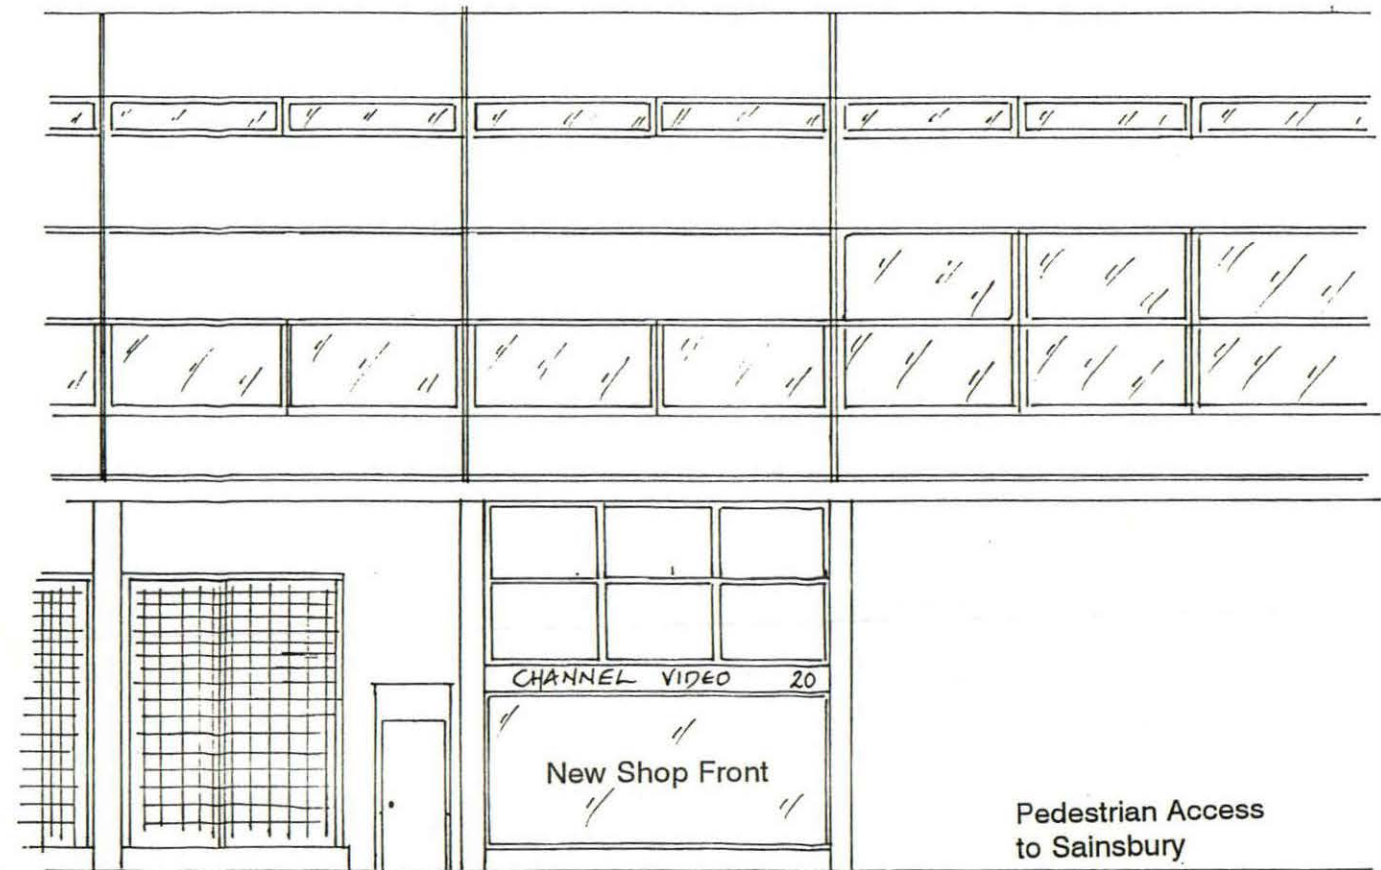 CHANNEL VIDEO 20
New Shop Front
Pedestrian Access
to Sainsbury